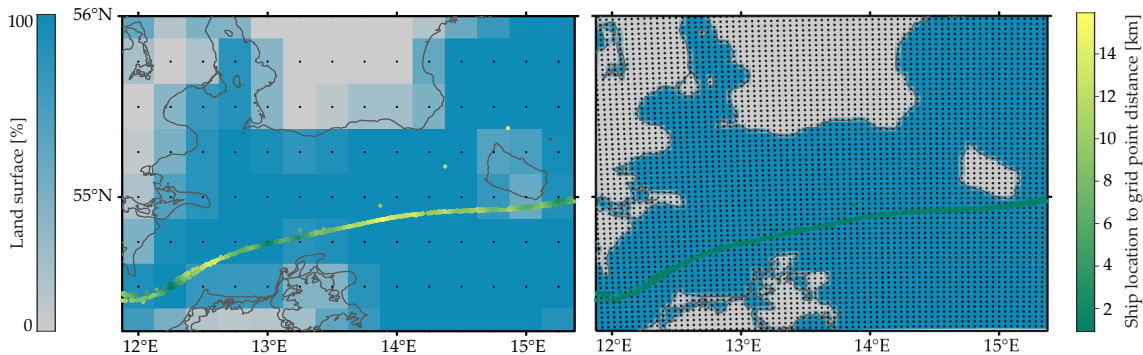 100
Land surface [%]
0
56°N
55°N
12°E
13°E
14°E
15°E
12°E
13°E
14°E
15°E
14
12
10
8
6
4
2
Ship location to grid point distance [km]